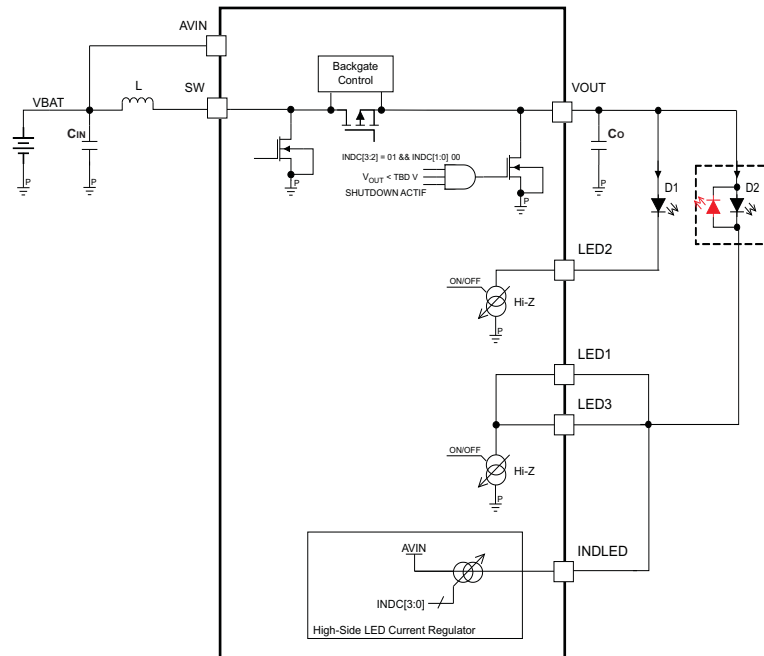 AVIN
L
SW
VBAT
CIN
P
P
Backgate
Control
P
INDC[3:2] = 01 && INDC[1:0] 00
VOUT < TBD V
SHUTDOWN ACTIF
P
VOUT
CO
P
D1
D2
LED2
ON/OFF
Hi-Z
P
LED1
LED3
ON/OFF
Hi-Z
P
INDLED
AVIN
INDC[3:0]
High-Side LED Current Regulator